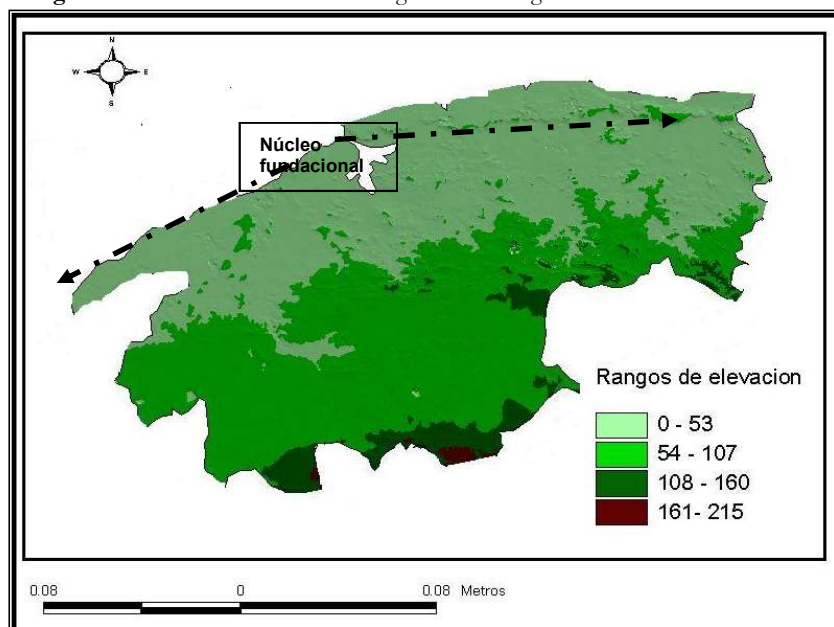 N
W E
S
Núcleo
fundacional
Rangos de elevacion
0 - 53
54 - 107
108 - 160
161- 215
0.08 0 0.08 Metros